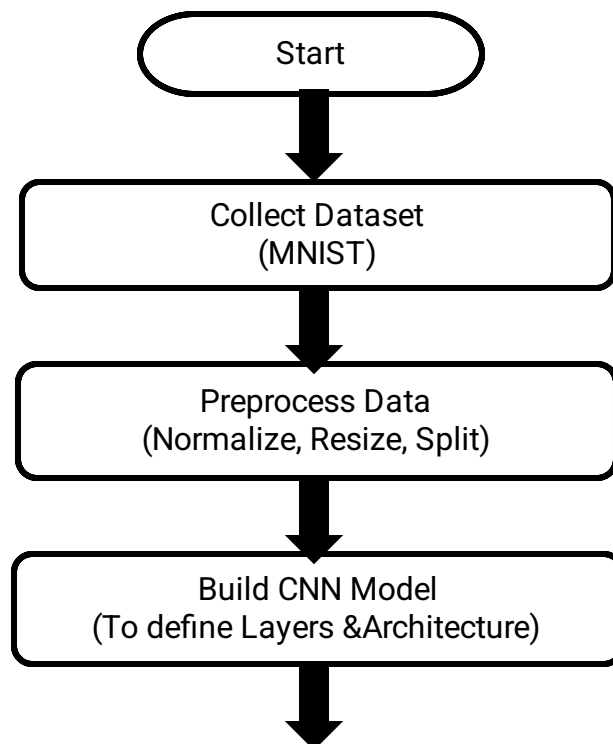 Start
Collect Dataset
(MNIST)
Preprocess Data
(Normalize, Resize, Split)
Build CNN Model
(To define Layers &Architecture)